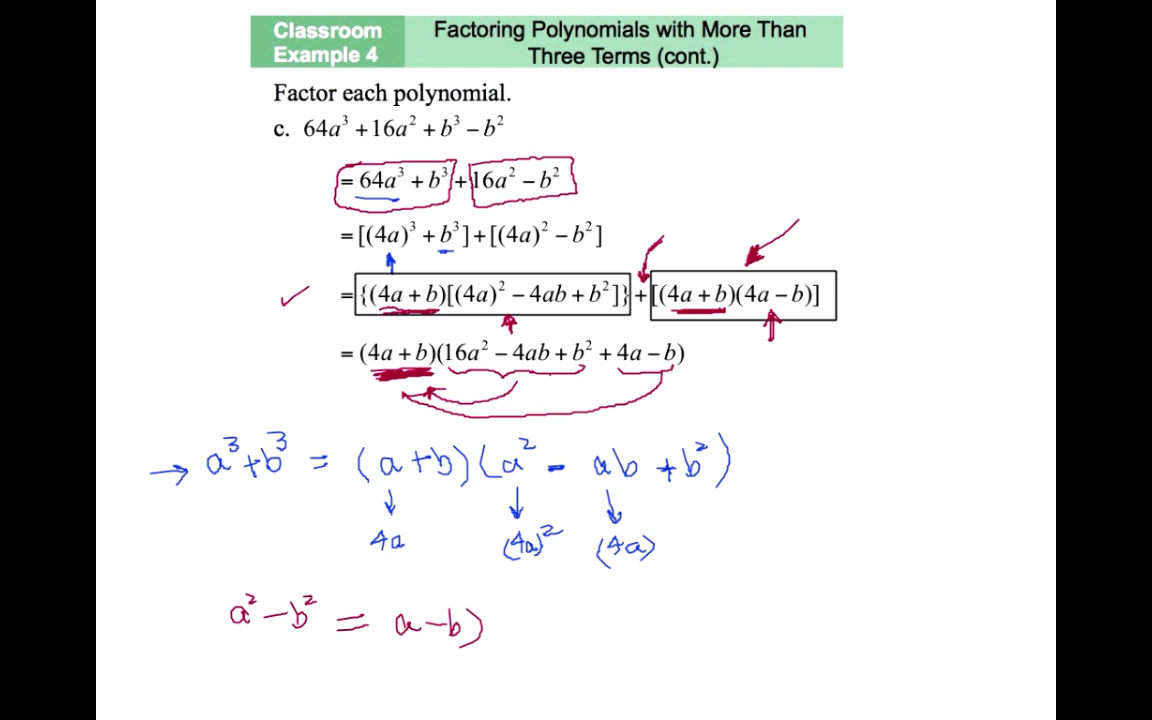 Classroom Example 4
Factoring Polynomials with More Than Three Terms (cont.)
Factor each polynomial.
c. 64a³ + 16a² + b³ − b²
= 64a³ + b³ + 16a² − b²
= [(4a)³ + b³] + [(4a)² − b²]
= {(4a + b)[(4a)² − 4ab + b²]} + [(4a + b)(4a − b)]
= (4a + b)(16a² − 4ab + b² + 4a − b)
→ a³ + b³ = (a + b)(a² − ab + b²)
4a (4a)² (4a)
a² − b² = a − b)